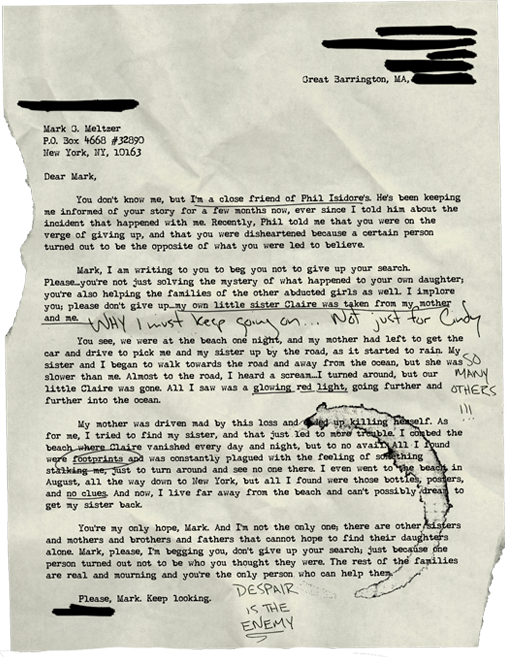 Great Barrington, MA,
Mark G. Meltzer
P.O. Box 4668 #32890
New York, NY, 10163
Dear Mark,
You don't know me, but I'm a close friend of Phil Isidore's. He's been keeping
me informed of your story for a few months now, ever since I told him about the
incident that happened with me. Recently, Phil told me that you were on the
verge of giving up, and that you were disheartened because a certain person
turned out to be the opposite of what you were led to believe.
Mark, I am writing to you to beg you not to give up your search.
Please…you're not just solving the mystery of what happened to your own daughter;
you're also helping the families of the other abducted girls as well. I implore
you; please don't give up…my own little sister Claire was taken from my mother
and me.
WHY I must keep going on... Not just for Cindy
You see, we were at the beach one night, and my mother had left to get the
car and drive to pick me and my sister up by the road, as it started to rain. My
sister and I began to walk towards the road and away from the beach, but she was
slower than me. Almost to the road, I heard a scream…I turned around, but our
little Claire was gone. All I saw was a glowing red light, going further and
further into the ocean.
SO
MANY
OTHERS
!!!
My mother was driven mad by this loss and up killing herself. As
for me, I tried to find my sister, and that just led to more trouble. I combed the
beach where Claire vanished every day and night, but to no avail. All I found
were footprints and was constantly plagued with the feeling of something
stalking me, just to turn around and see no one there. I even went to the beach in
August, all the way down to New York, but all I found were those bottles, posters,
and no clues. And now, I live far away from the beach and can't possibly dream to
get my sister back.
You're my only hope, Mark. And I'm not the only one; there are other sisters
and mothers and brothers and fathers that cannot hope to find their daughters
alone. Mark, please, I'm begging you, don't give up your search; just because one
person turned out not to be who you thought they were. The rest of the families
are real and mourning and you're the only person who can help them.
Please, Mark. Keep looking.
DESPAIR
IS THE
ENEMY